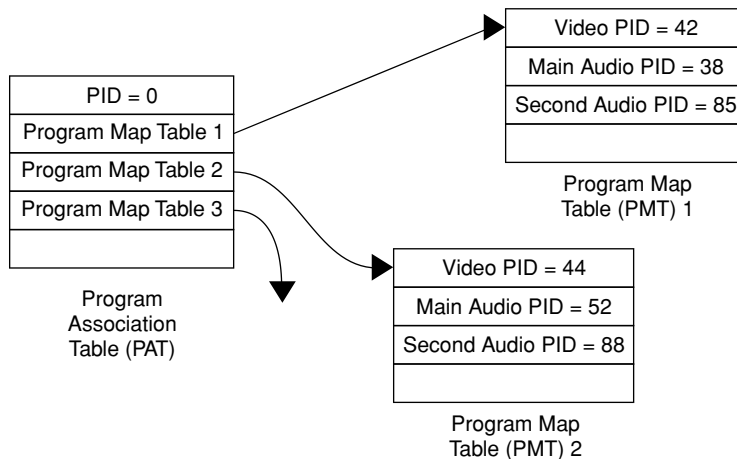 PID = 0
Program Map Table 1
Program Map Table 2
Program Map Table 3
Program
Association
Table (PAT)
Video PID = 42
Main Audio PID = 38
Second Audio PID = 85
Program Map
Table (PMT) 1
Video PID = 44
Main Audio PID = 52
Second Audio PID = 88
Program Map
Table (PMT) 2